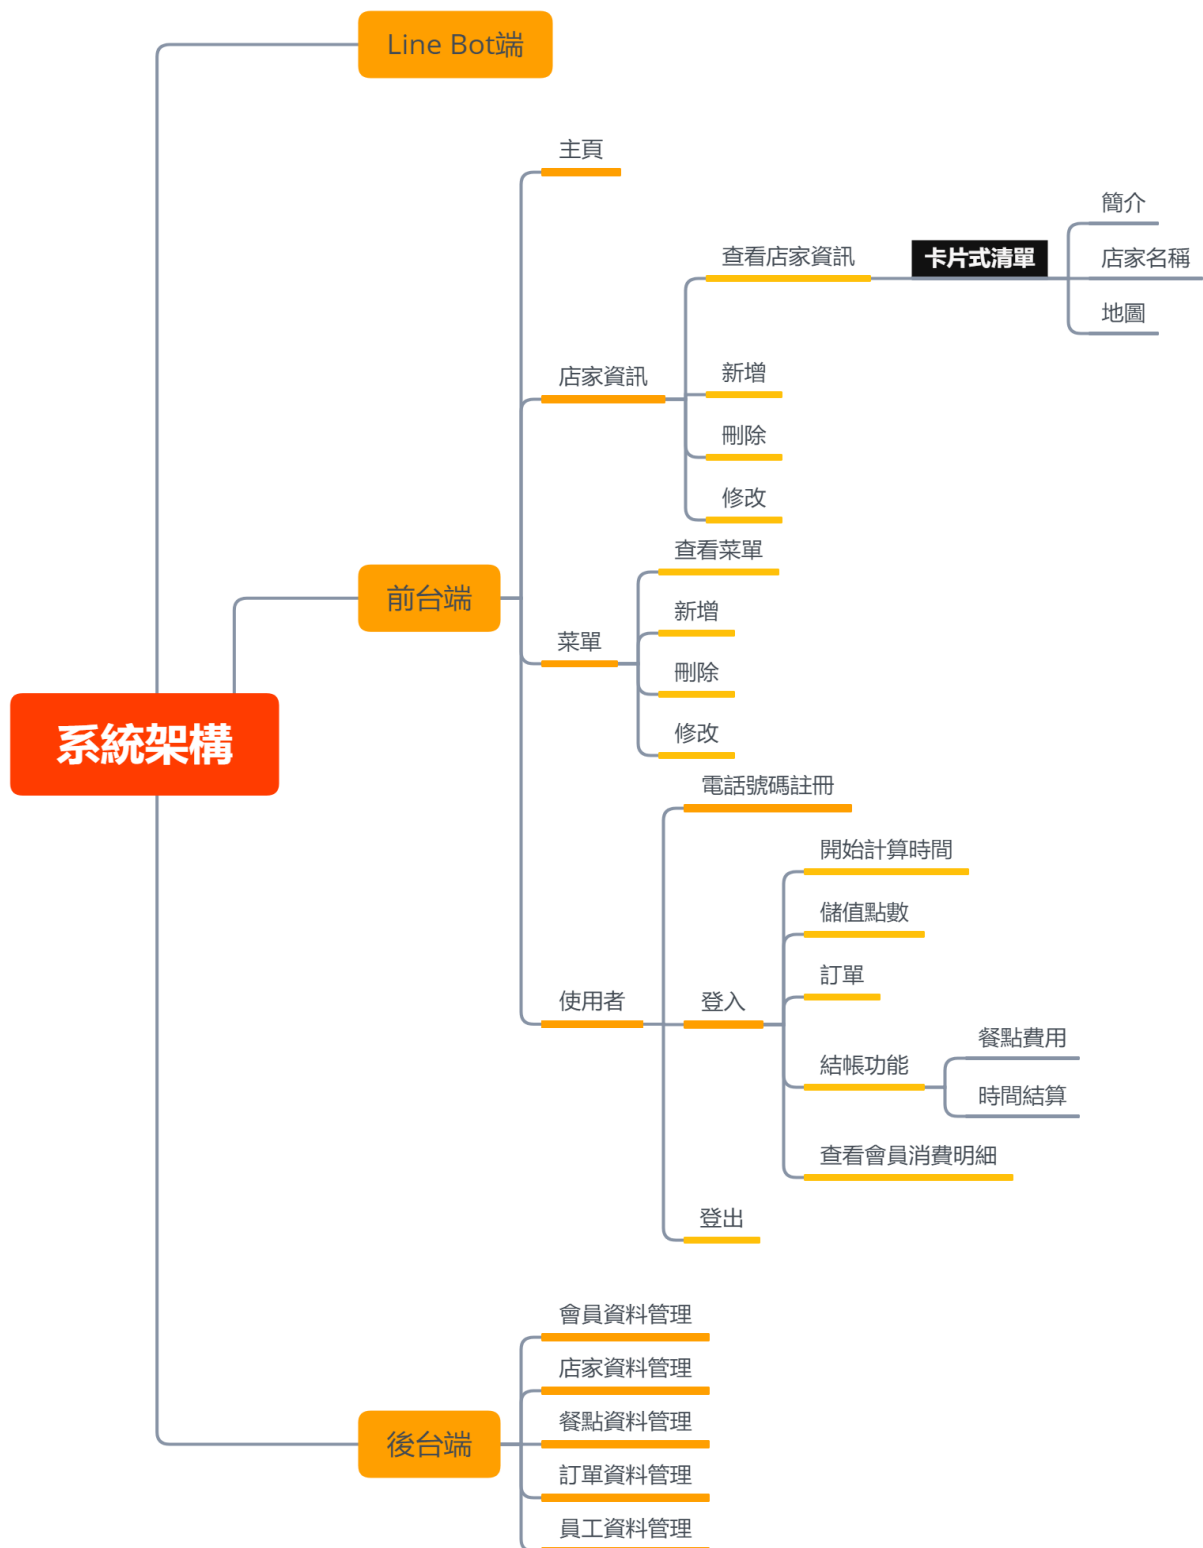 Line Bot端
主頁
簡介
查看店家資訊
卡片式清單
店家名稱
地圖
店家資訊
新增
刪除
修改
查看菜單
前台端
新增
菜單
刪除
修改
系統架構
電話號碼註冊
開始計算時間
儲值點數
訂單
使用者
登入
餐點費用
結帳功能
時間結算
查看會員消費明細
登出
會員資料管理
店家資料管理
餐點資料管理
後台端
訂單資料管理
員工資料管理